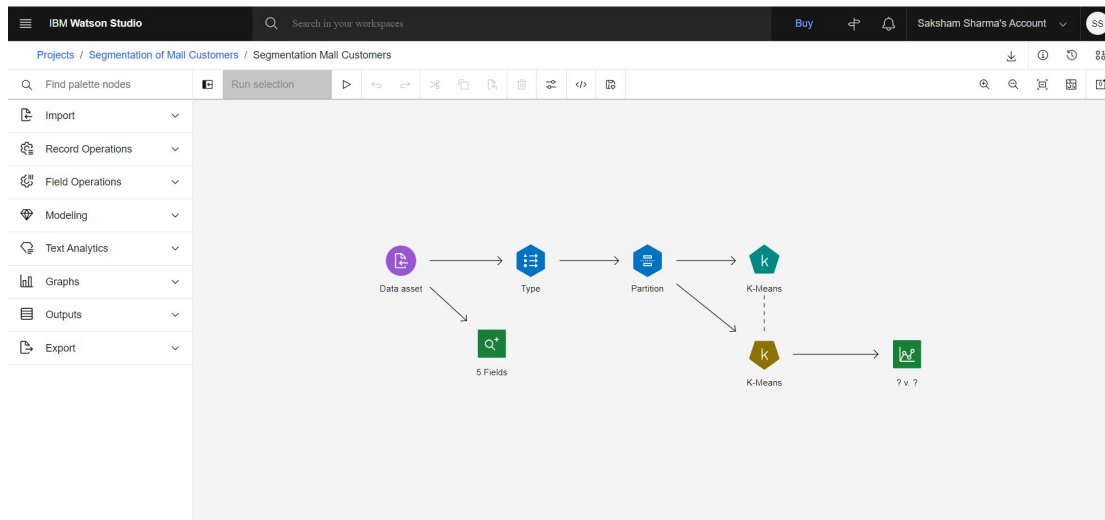 IBM Watson Studio
Search in your workspaces
Buy
Saksham Sharma's Account
SS
Projects / Segmentation of Mall Customers / Segmentation Mall Customers
Find palette nodes
Run selection
Import
Record Operations
Field Operations
Modeling
Text Analytics
Graphs
Outputs
Export
Data asset
Type
Partition
k
K-Means
5 Fields
k
K-Means
? v. ?